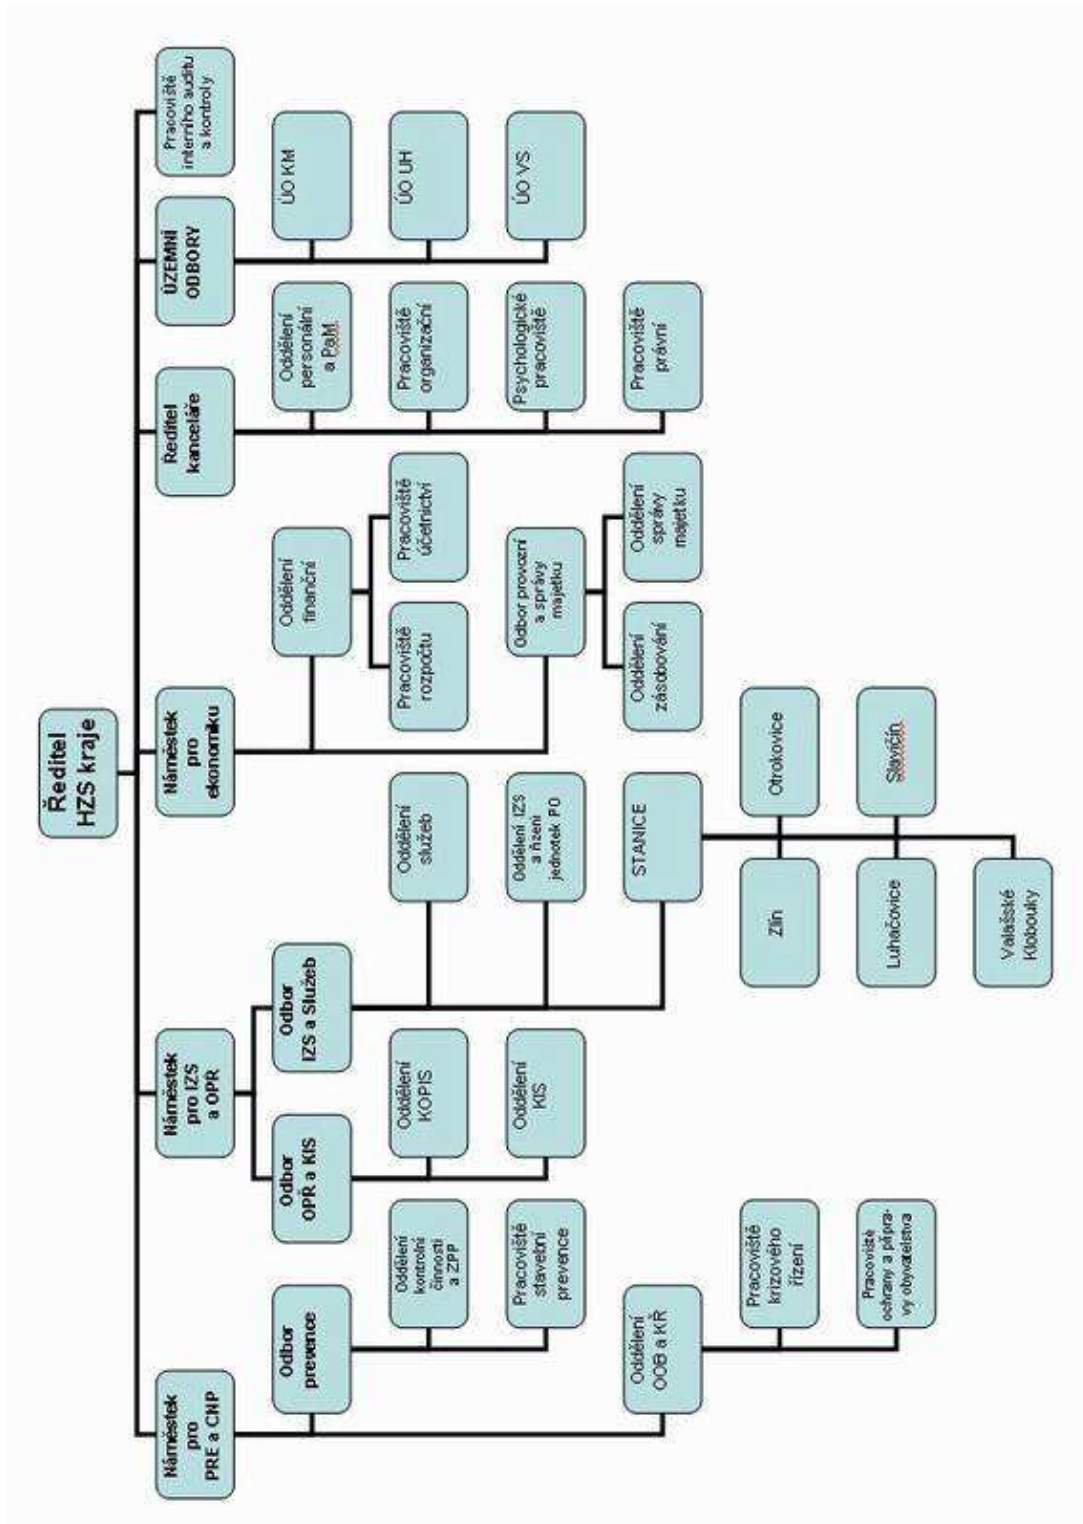 Ředitel
HZS kraje
Náměstek
pro
PRE a CNP
Náměstek
pro IZS
a OPŘ
Náměstek
pro
ekonomiku
Ředitel
kanceláře
ÚZEMNÍ
ODBORY
Pracoviště
interního auditu
a kontroly
Odbor
prevence
Oddělení
kontrolní
činnosti
a ZPP
Pracoviště
stavební
prevence
Oddělení
OOB a KŘ
Pracoviště
krizového
řízení
Pracoviště
ochrany a přípra-
vy obyvatelstva
Odbor
OPŘ a KIS
Oddělení
KOPIS
Oddělení
KIS
Odbor
IZS a Služeb
Oddělení
služeb
Oddělení IZS
a řízení
jednotek PO
STANICE
Zlín
Otrokovice
Luhačovice
Slavičín
Valašské
Klobouky
Oddělení
finanční
Pracoviště
rozpočtu
Pracoviště
účetnictví
Odbor provozní
a správy
majetku
Oddělení
zásobování
Oddělení
správy
majetku
Oddělení
personální
a PaM
Pracoviště
organizační
Psychologické
pracoviště
Pracoviště
právní
ÚO KM
ÚO UH
ÚO VS